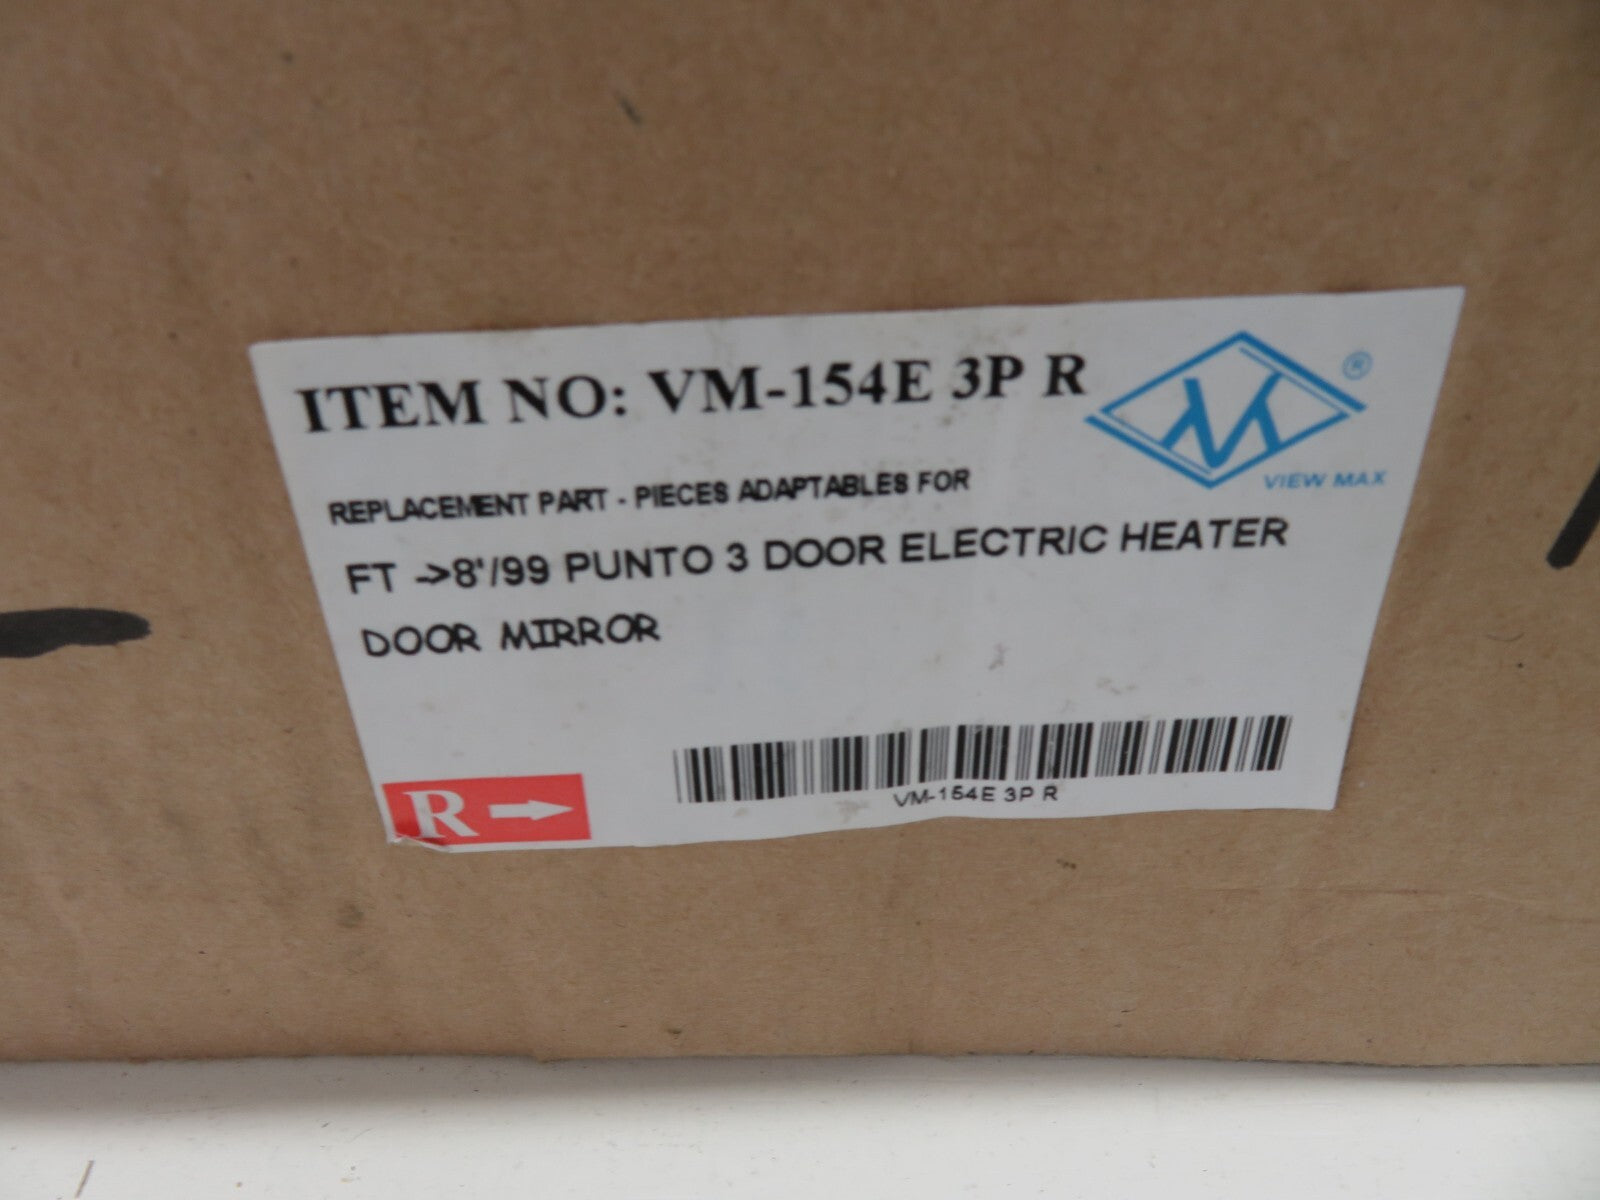 ITEM NO: VM-154E 3P R
®
VIEW MAX
REPLACEMENT PART - PIECES ADAPTABLES FOR
FT ->8'/99 PUNTO 3 DOOR ELECTRIC HEATER
DOOR MIRROR
R
VM-154E 3P R